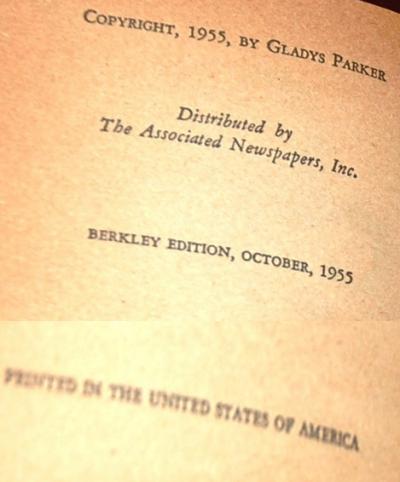 COPYRIGHT, 1955, BY GLADYS PARKER
Distributed by
The Associated Newspapers, Inc.
BERKLEY EDITION, OCTOBER, 1955
PRINTED IN THE UNITED STATES OF AMERICA